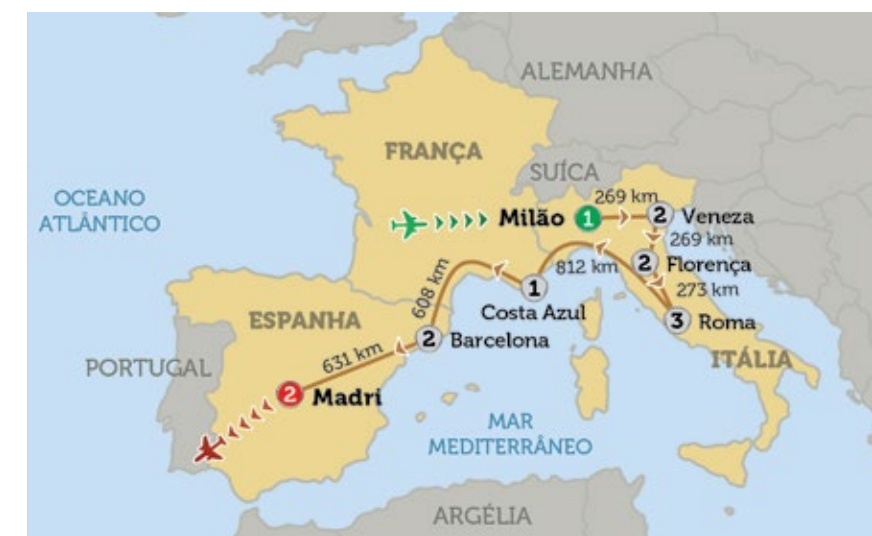 ALEMANHA
FRANÇA
SUÍCA
OCEANO
ATLÂNTICO
269 km
Milão 1
2 Veneza
269 km
2 Florença
812 km
273 km
608 km
1
Costa Azul
3 Roma
ESPANHA
2 Barcelona
631 km
PORTUGAL
ITÁLIA
2 Madri
MAR
MEDITERRÂNEO
ARGÉLIA